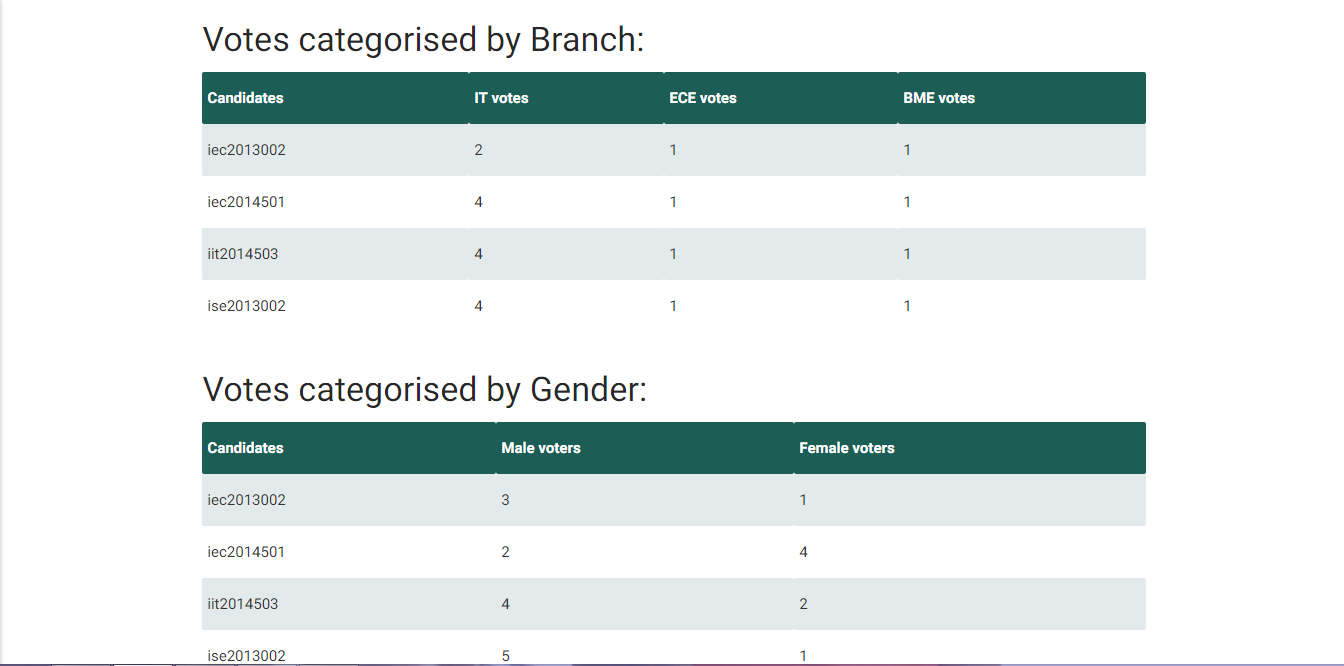 Votes categorised by Branch:
Candidates IT votes ECE votes BME votes
iec2013002 2 1 1
iec2014501 4 1 1
iit2014503 4 1 1
ise2013002 4 1 1
Votes categorised by Gender:
Candidates Male voters Female voters
iec2013002 3 1
iec2014501 2 4
iit2014503 4 2
ise2013002 5 1